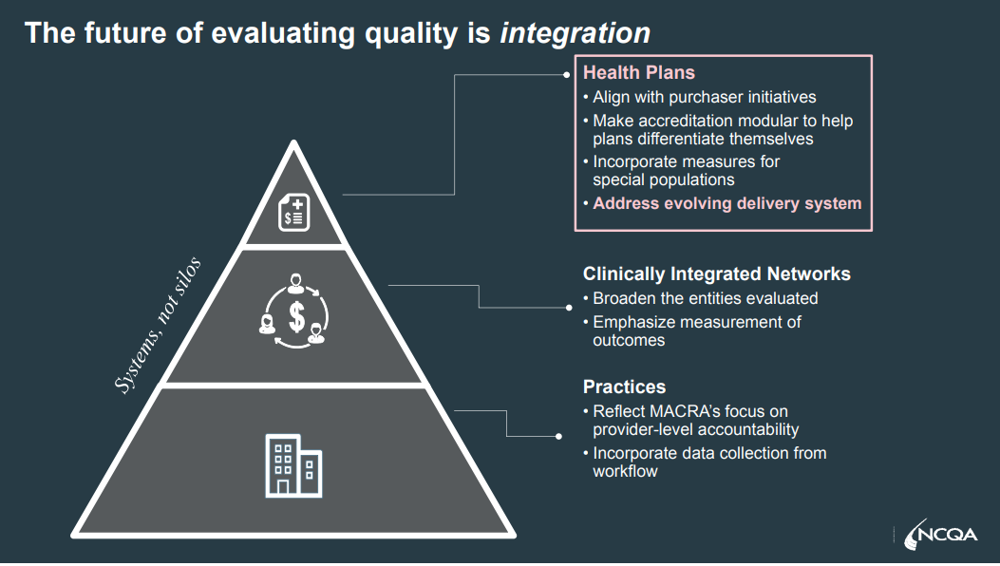 The future of evaluating quality is integration
Health Plans
• Align with purchaser initiatives
• Make accreditation modular to help
plans differentiate themselves
• Incorporate measures for
special populations
• Address evolving delivery system
$
Systems, not silos
$
Clinically Integrated Networks
• Broaden the entities evaluated
• Emphasize measurement of
outcomes
Practices
• Reflect MACRA’s focus on
provider-level accountability
• Incorporate data collection from
workflow
NCQA